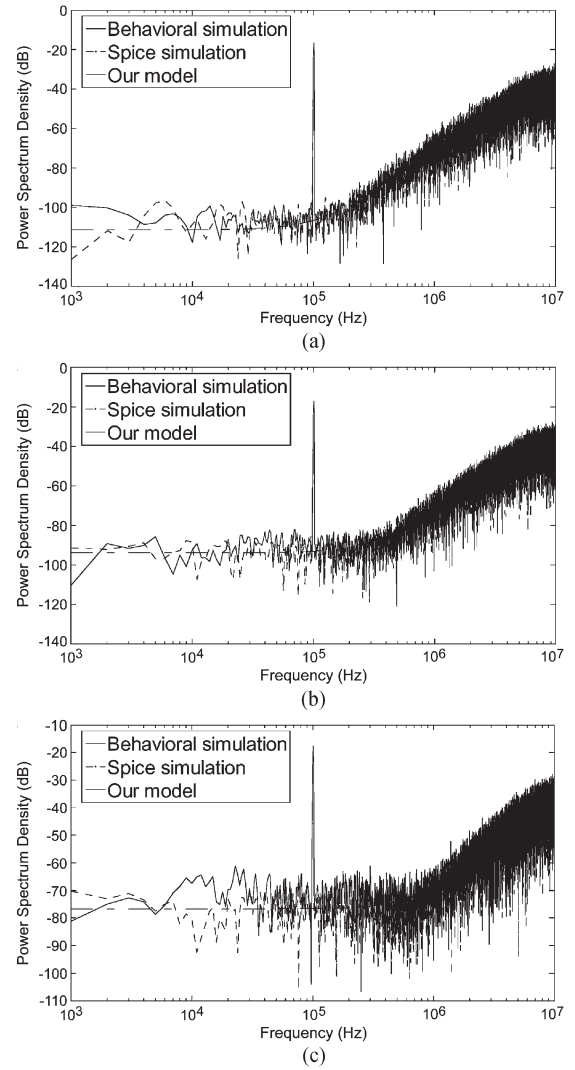 0
-20
-40
-60
-80
-100
-120
-140
Power Spectrum Density (dB)
Behavioral simulation
Spice simulation
Our model
10^3
10^4
10^5
10^6
10^7
Frequency (Hz)
(a)
0
-20
-40
-60
-80
-100
-120
-140
Power Spectrum Density (dB)
Behavioral simulation
Spice simulation
Our model
10^3
10^4
10^5
10^6
10^7
Frequency (Hz)
(b)
-10
-20
-30
-40
-50
-60
-70
-80
-90
-100
-110
Power Spectrum Density (dB)
Behavioral simulation
Spice simulation
Our model
10^3
10^4
10^5
10^6
10^7
Frequency (Hz)
(c)